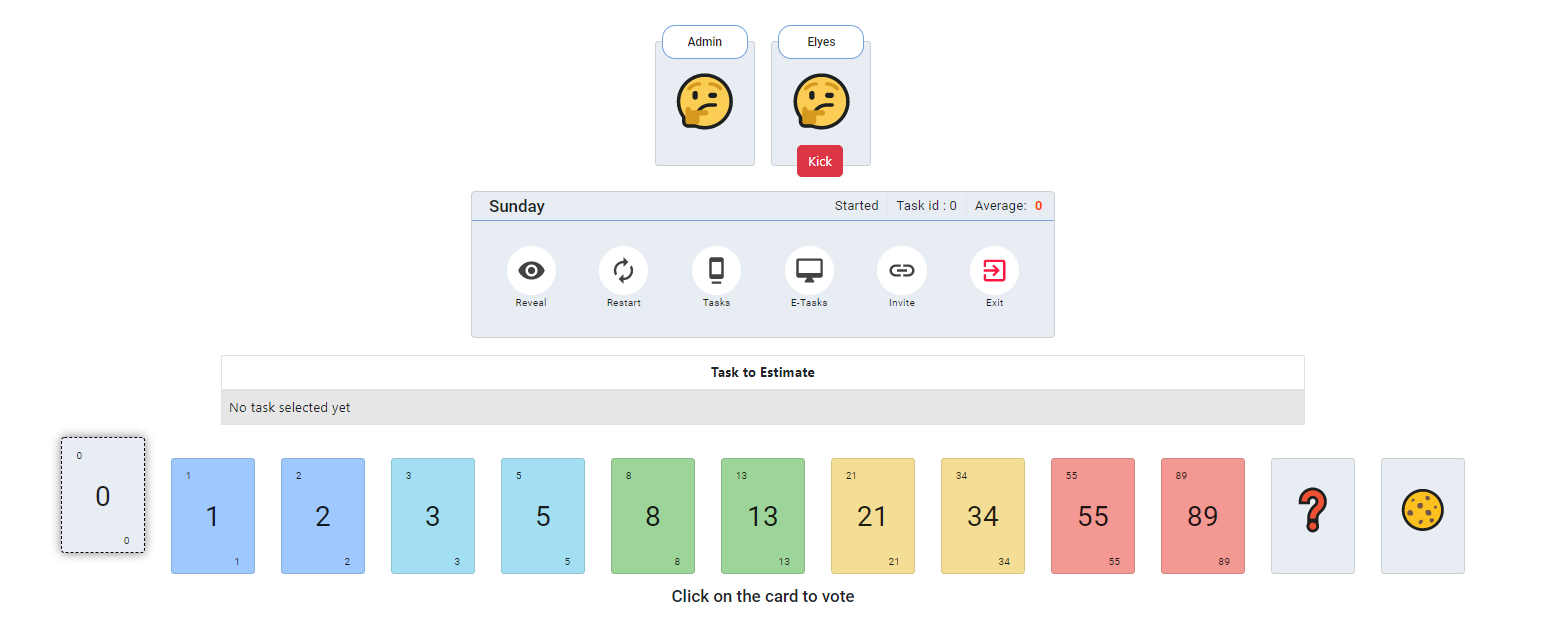 Admin Elyes
Kick
Sunday Started Task id : 0 Average: 0
Reveal Restart Tasks E-Tasks Invite Exit
Task to Estimate
No task selected yet
0 1 2 3 5 8 13 21 34 55 89
0 1 2 3 5 8 13 21 34 55 89 ?
0 1 2 3 5 8 13 21 34 55 89
Click on the card to vote